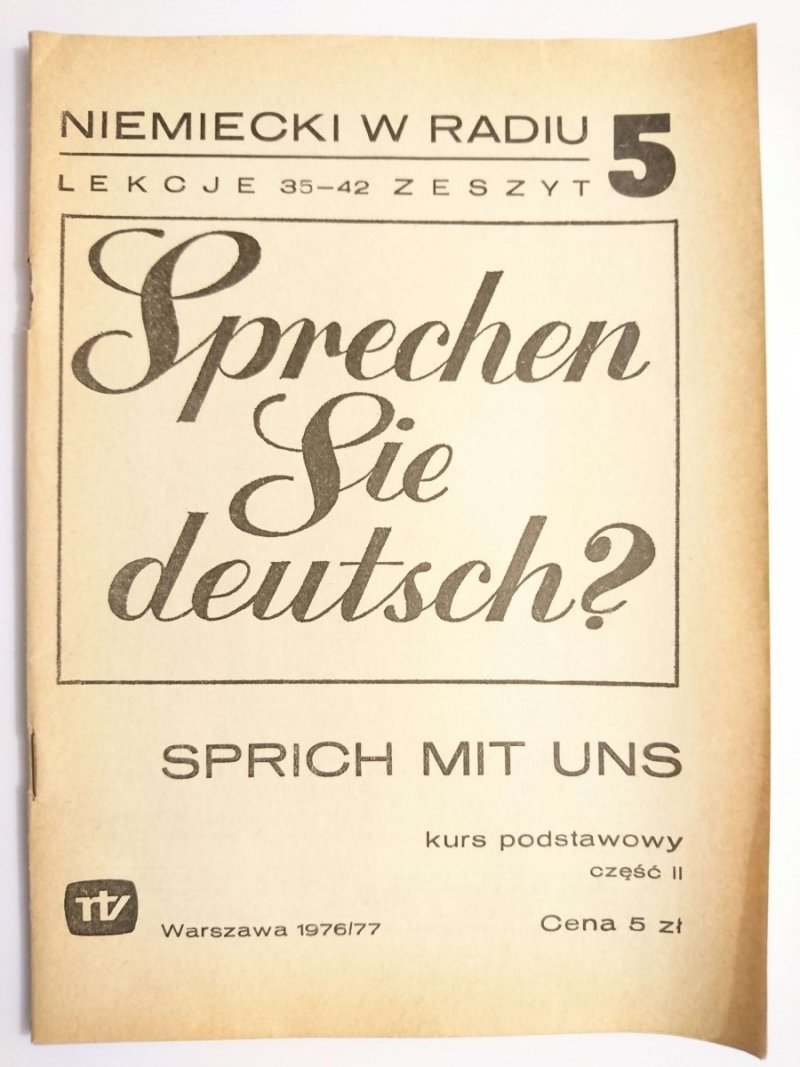 NIEMIECKI W RADIU 5
LEKCJE 35-42 ZESZYT
Sprechen
Sie
deutsch?
SPRICH MIT UNS
kurs podstawowy
część II
rtv
Warszawa 1976/77
Cena 5 zł